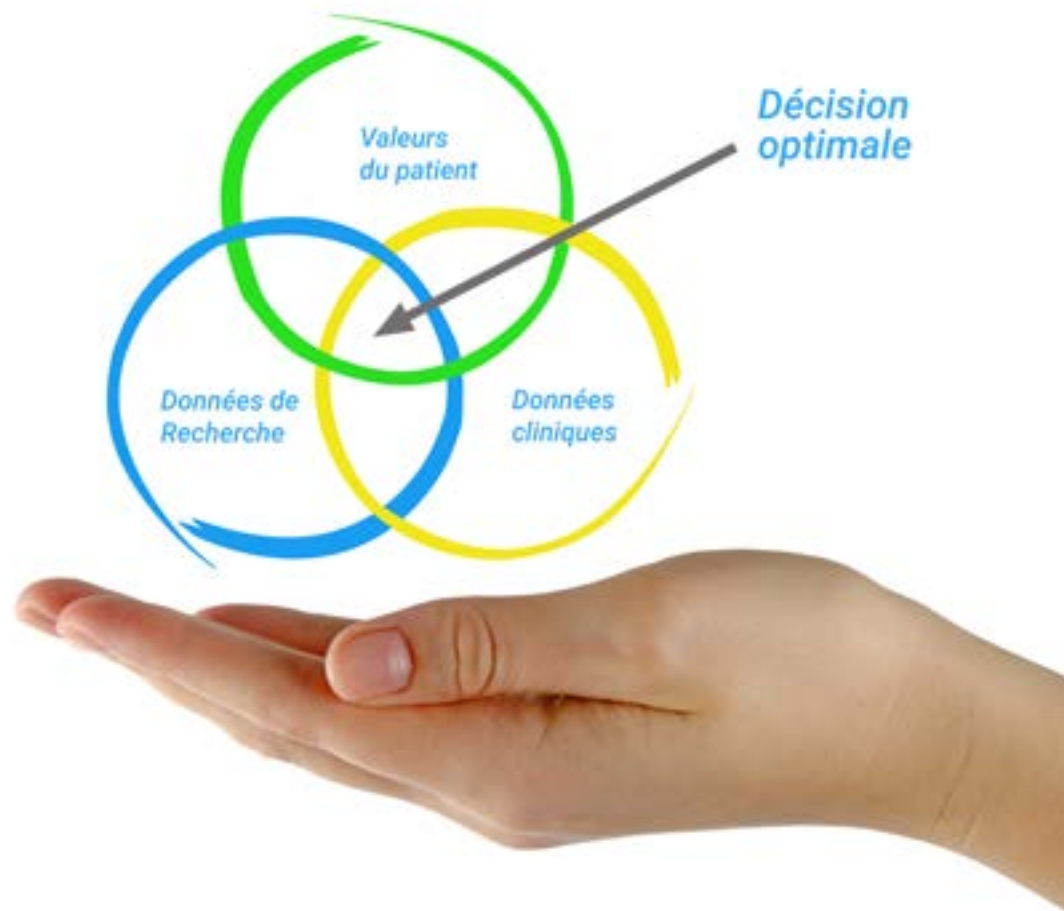 Valeurs
du patient
Décision
optimale
Données de
Recherche
Données
cliniques